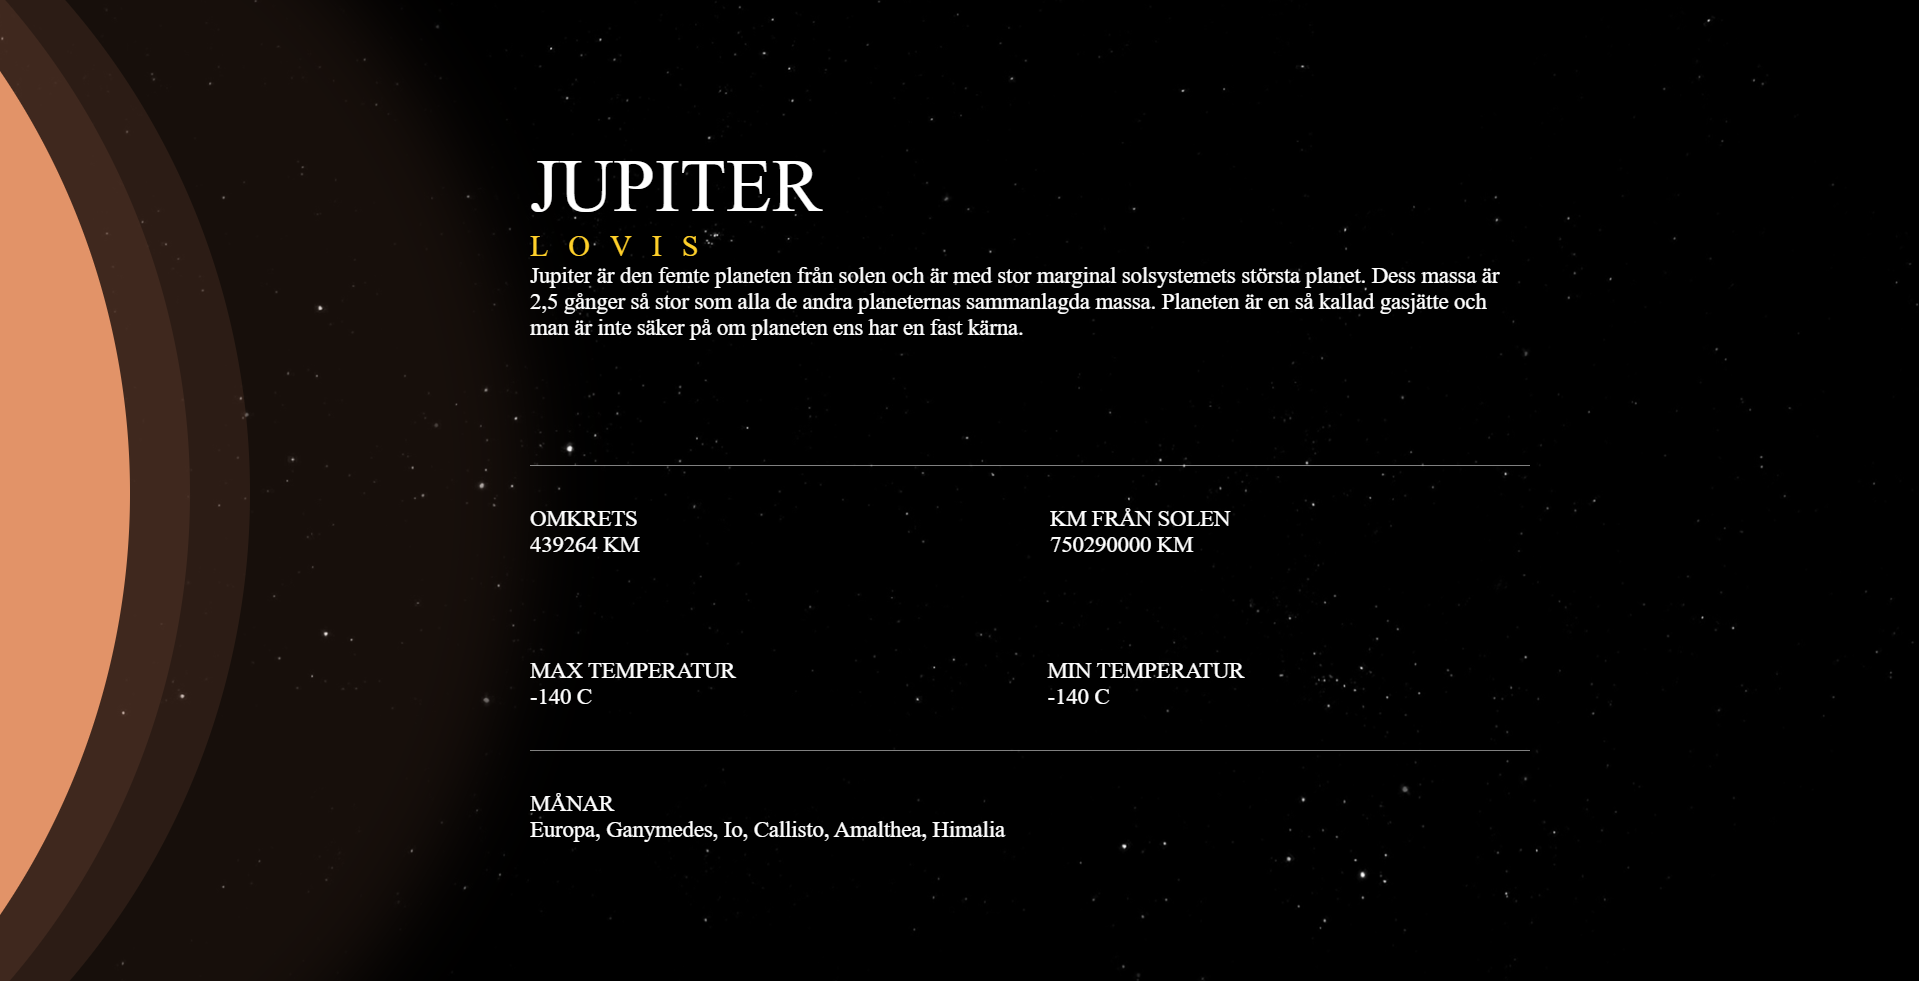 JUPITER
LOVIS
Jupiter är den femte planeten från solen och är med stor marginal solsystemets största planet. Dess massa är
2,5 gånger så stor som alla de andra planeternas sammanlagda massa. Planeten är en så kallad gasjätte och
man är inte säker på om planeten ens har en fast kärna.
OMKRETS
439264 KM
KM FRÅN SOLEN
750290000 KM
MAX TEMPERATUR
-140 C
MIN TEMPERATUR
-140 C
MÅNAR
Europa, Ganymedes, Io, Callisto, Amalthea, Himalia